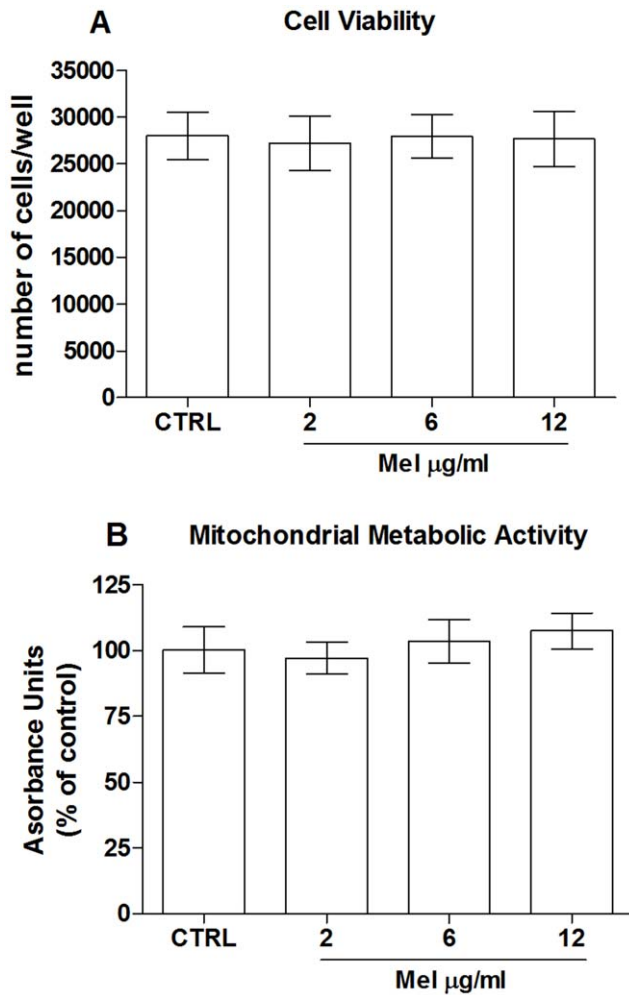 A Cell Viability
number of cells/well
35000
30000
25000
20000
15000
10000
5000
0
CTRL 2 6 12
Mel μg/ml
B Mitochondrial Metabolic Activity
Asorbance Units
(% of control)
125
100
75
50
25
0
CTRL 2 6 12
Mel μg/ml